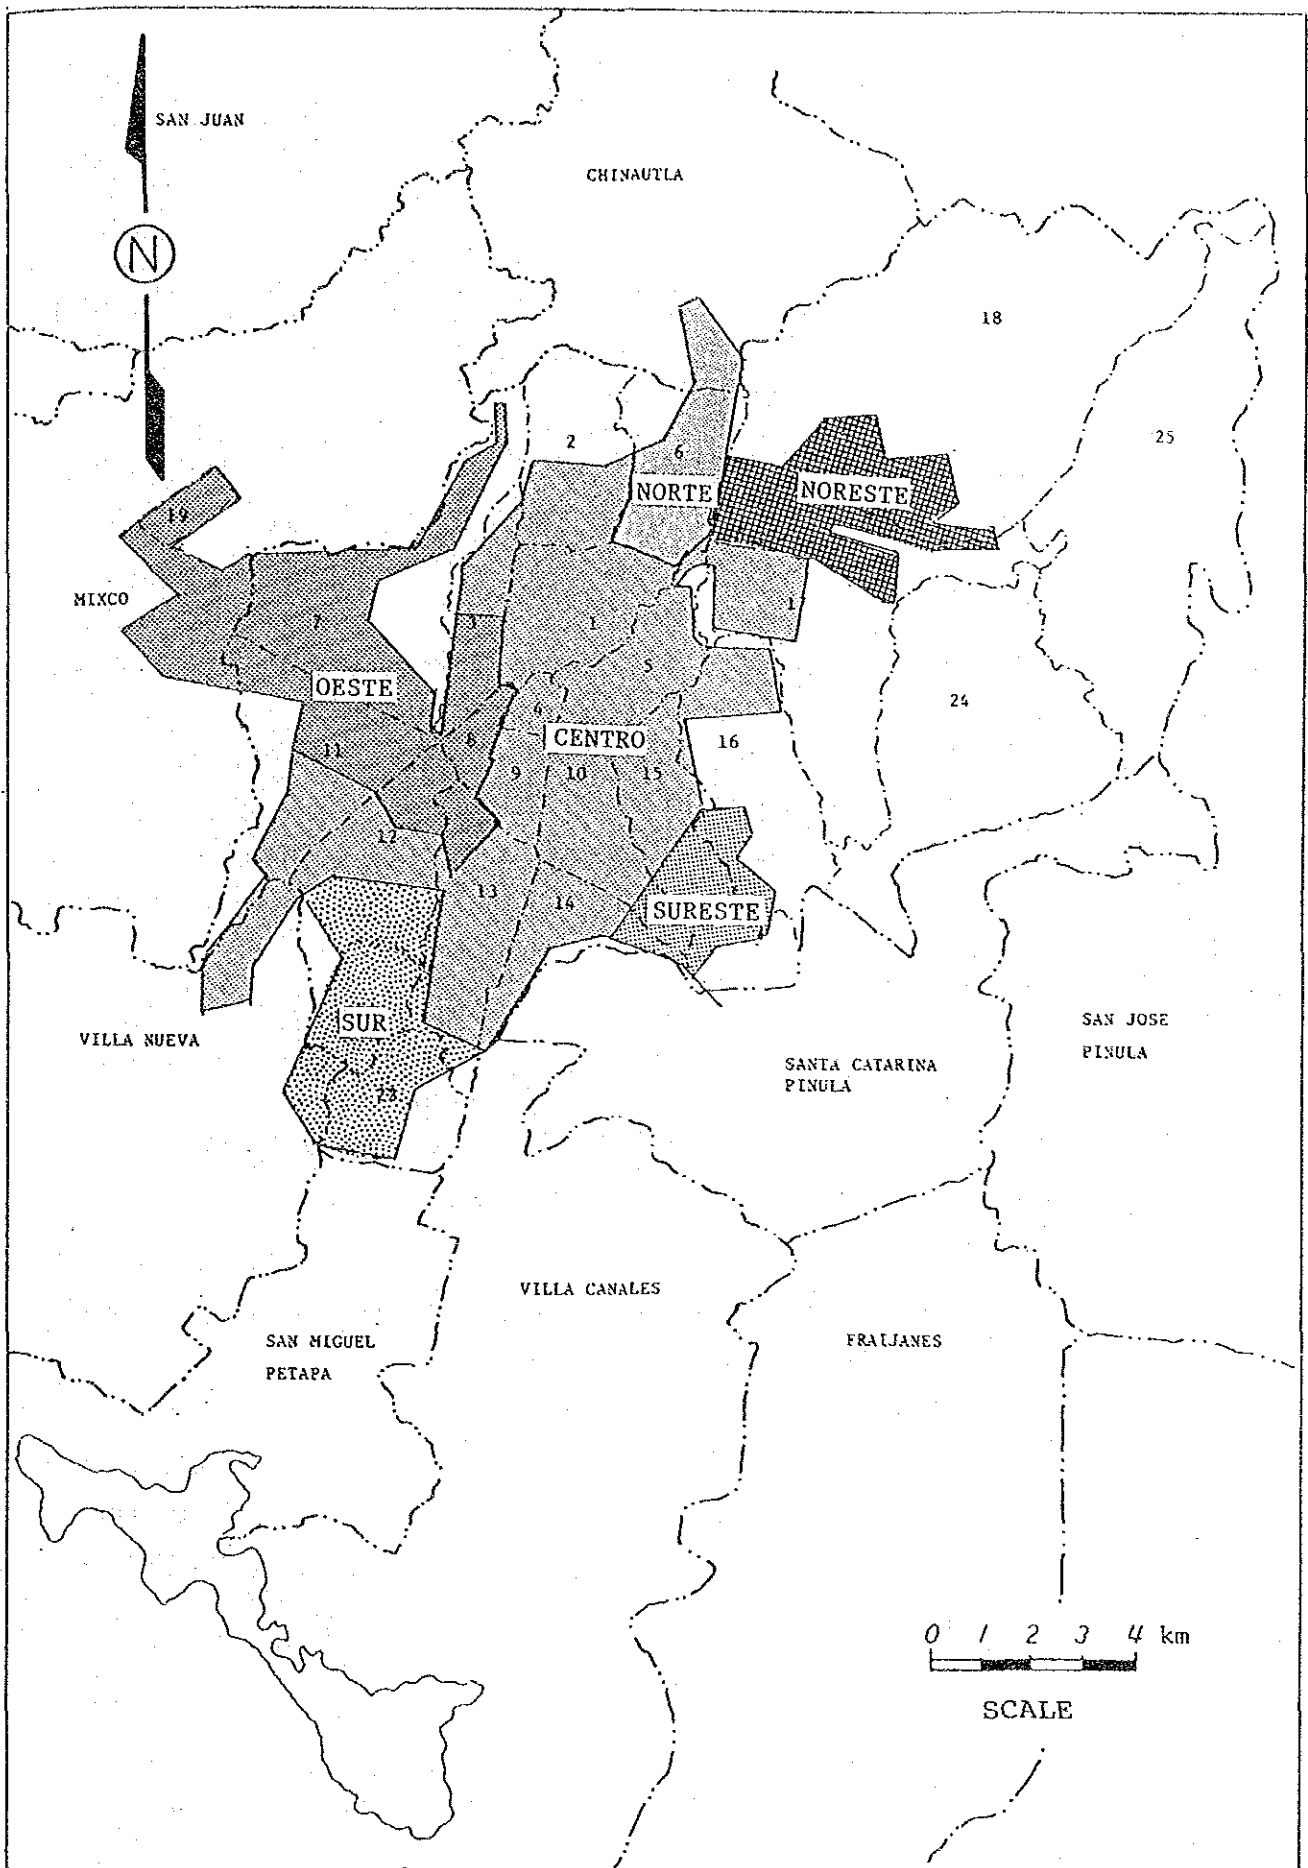 SAN JUAN
CHINAUTLA
N
18
2
25
6
NORTE
NORESTE
19
MIXCO
7
3
1
1
5
OESTE
24
4
11
8
CENTRO
16
9
10
15
12
13
14
SURESTE
SUR
VILLA NUEVA
SAN JOSE
PINULA
SANTA CATARINA
PINULA
VILLA CANALES
SAN MIGUEL
PETAPA
FRAIJANES
0 1 2 3 4 km
SCALE